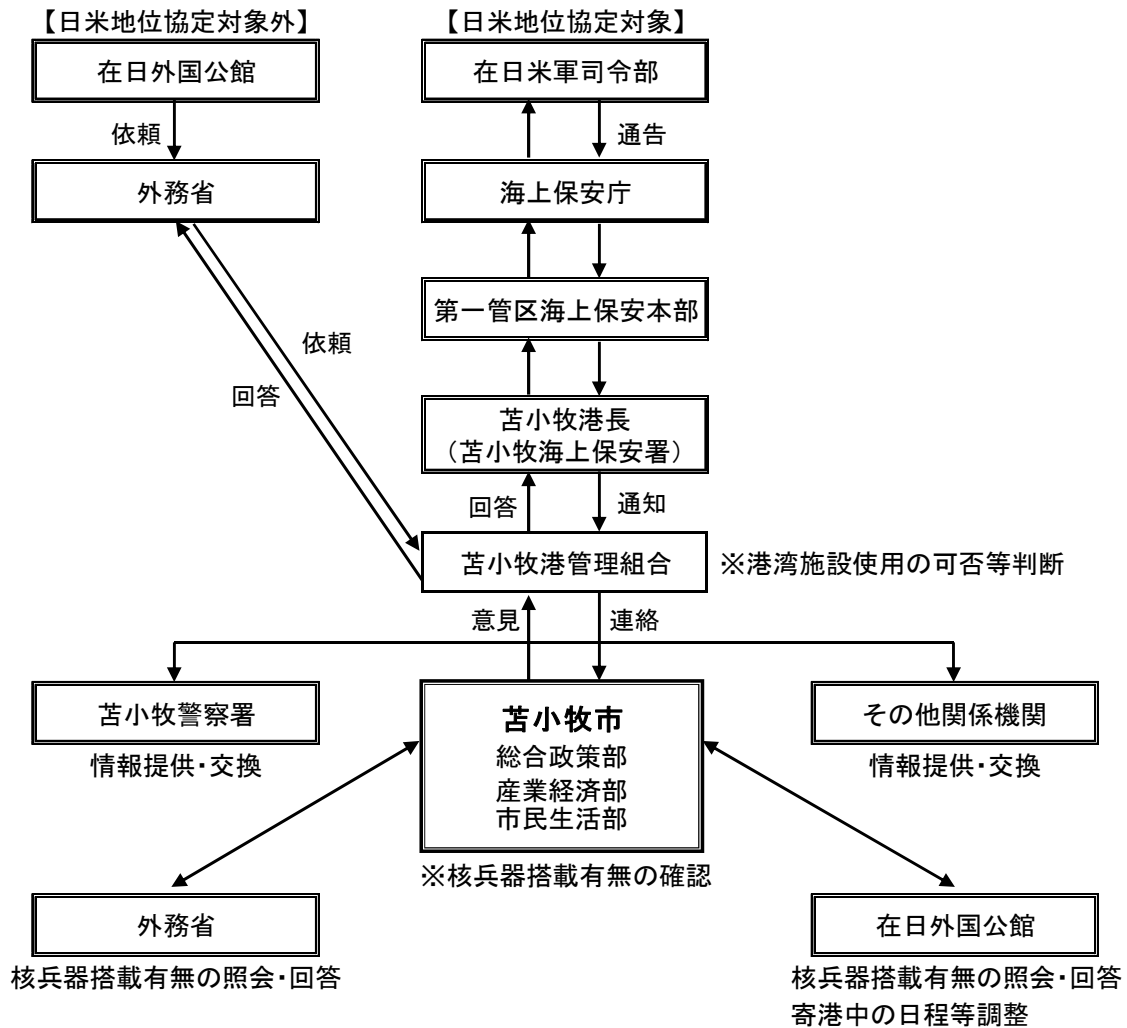 【日米地位協定対象外】
【日米地位協定対象】
在日外国公館
在日米軍司令部
依頼
通告
外務省
海上保安庁
第一管区海上保安本部
依頼
回答
苫小牧港長
（苫小牧海上保安署）
回答
通知
苫小牧港管理組合
※港湾施設使用の可否等判断
意見
連絡
苫小牧警察署
情報提供・交換
苫小牧市
総合政策部
産業経済部
市民生活部
※核兵器搭載有無の確認
その他関係機関
情報提供・交換
外務省
核兵器搭載有無の照会・回答
在日外国公館
核兵器搭載有無の照会・回答
寄港中の日程等調整